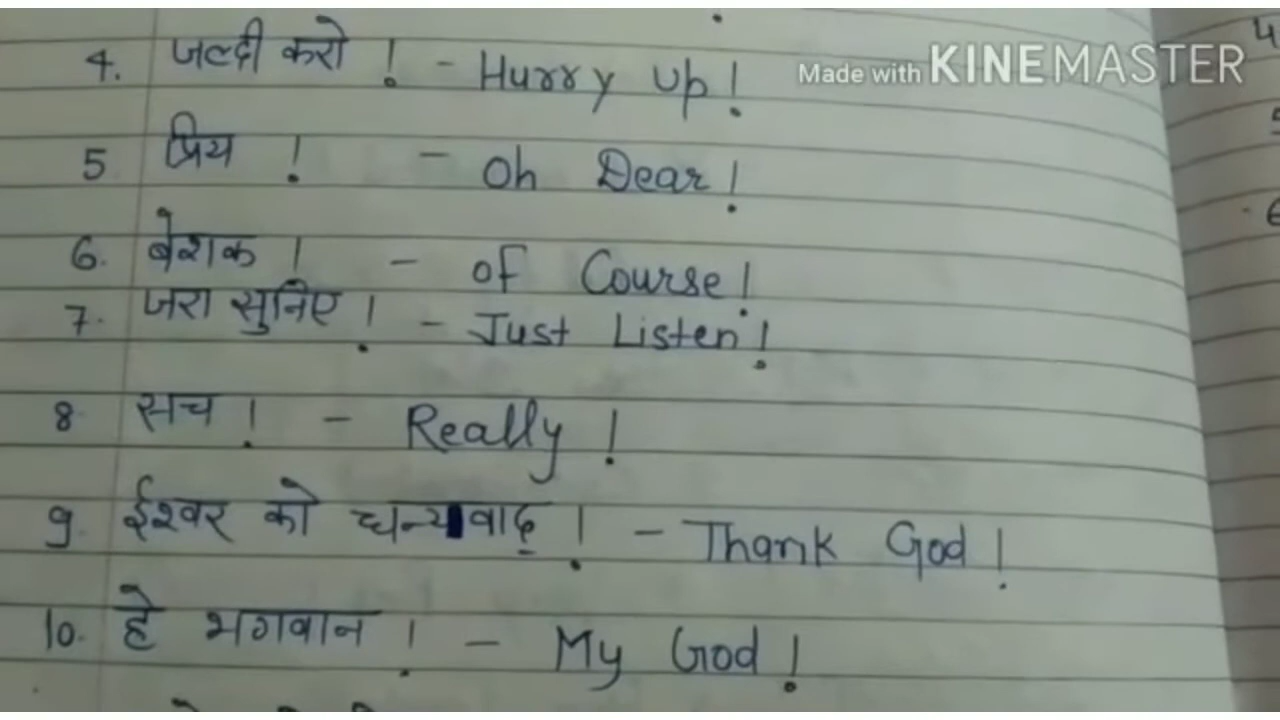 4. जल्दी करो ! - Hurry Up !
Made with KINEMASTER
5 प्रिय ! - Oh Dear !
6. बेशक ! - of Course !
7. जरा सुनिए ! - Just Listen !
8 सच ! - Really !
9. ईश्वर को धन्यवाद ! - Thank God !
10. हे भगवान ! - My God !